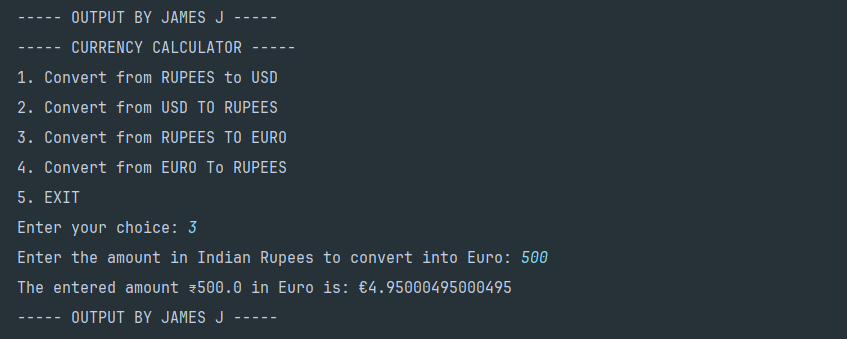 ----- OUTPUT BY JAMES J -----
----- CURRENCY CALCULATOR -----
1. Convert from RUPEES to USD
2. Convert from USD TO RUPEES
3. Convert from RUPEES TO EURO
4. Convert from EURO To RUPEES
5. EXIT
Enter your choice: 3
Enter the amount in Indian Rupees to convert into Euro: 500
The entered amount ₹500.0 in Euro is: €4.95000495000495
----- OUTPUT BY JAMES J -----